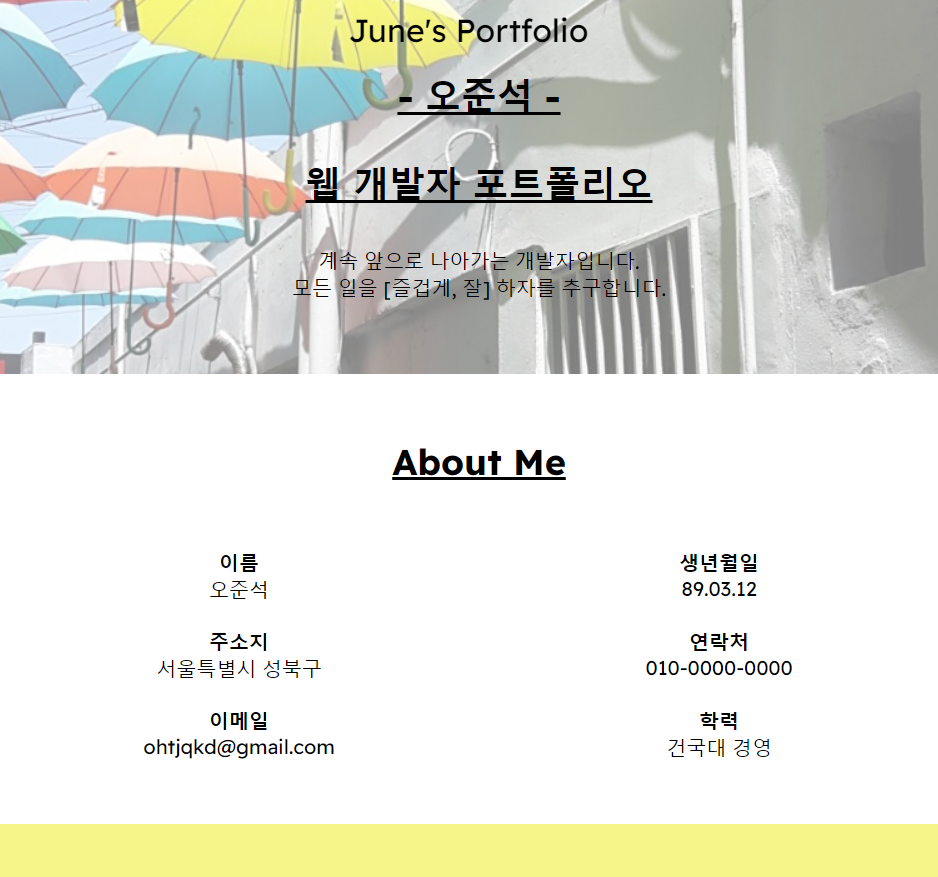 June's Portfolio
- 오준석 -
웹 개발자 포트폴리오
계속 앞으로 나아가는 개발자입니다.
모든 일을 [즐겁게, 잘] 하자를 추구합니다.
About Me
이름
오준석
생년월일
89.03.12
주소지
서울특별시 성북구
연락처
010-0000-0000
이메일
ohtjqkd@gmail.com
학력
건국대 경영